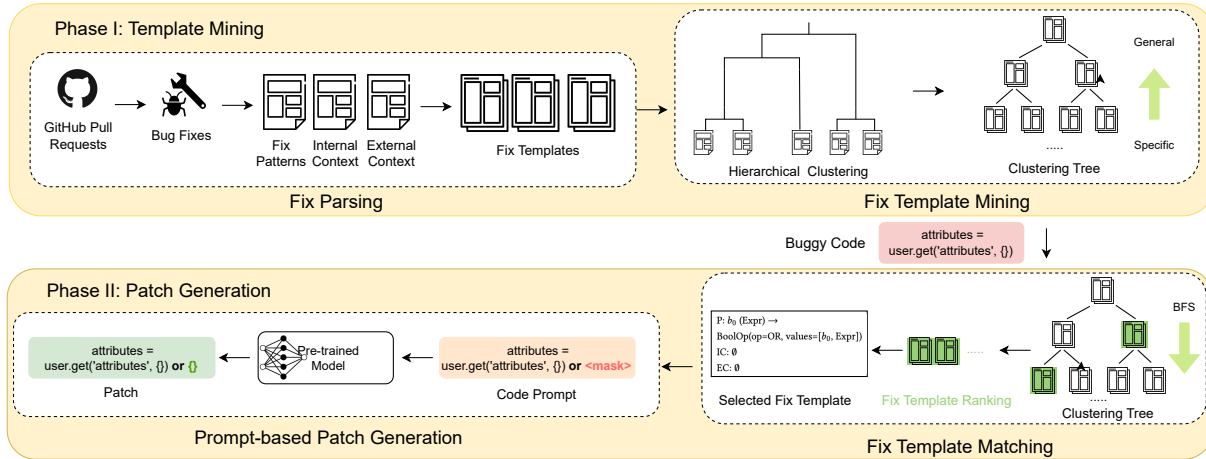 Phase I: Template Mining
GitHub Pull
Requests
Bug Fixes
Fix
Patterns
Internal
Context
External
Context
Fix Templates
Fix Parsing
Hierarchical Clustering
General
Specific
.....
Clustering Tree
Fix Template Mining
Buggy Code
attributes =
user.get('attributes', {})
Phase II: Patch Generation
attributes =
user.get('attributes', {}) or {}
Patch
Pre-trained
Model
attributes =
user.get('attributes', {}) or <mask>
Code Prompt
Prompt-based Patch Generation
P: b₀ (Expr) →
BoolOp(op=OR, values=[b₀, Expr])
IC: ∅
EC: ∅
Selected Fix Template
.....
Fix Template Ranking
BFS
.....
Clustering Tree
Fix Template Matching